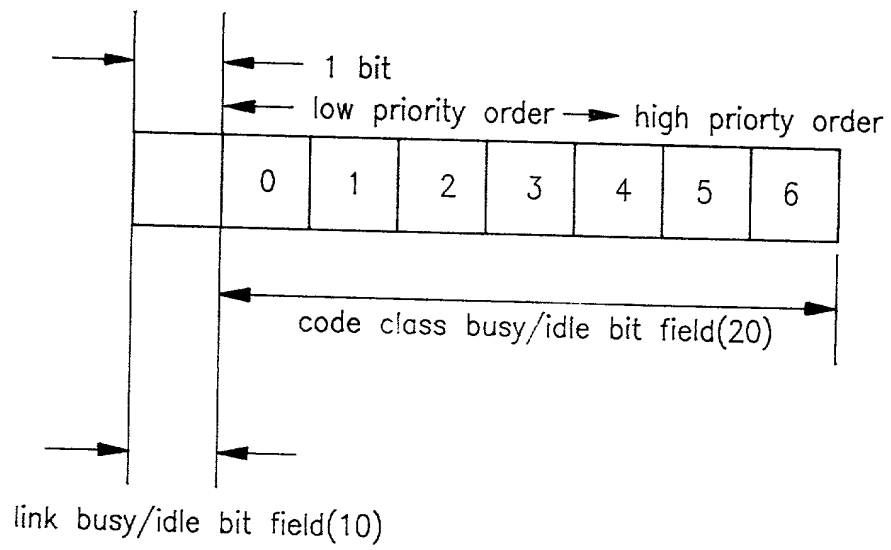 1 bit
low priority order high priorty order
0 1 2 3 4 5 6
code class busy/idle bit field(20)
link busy/idle bit field(10)